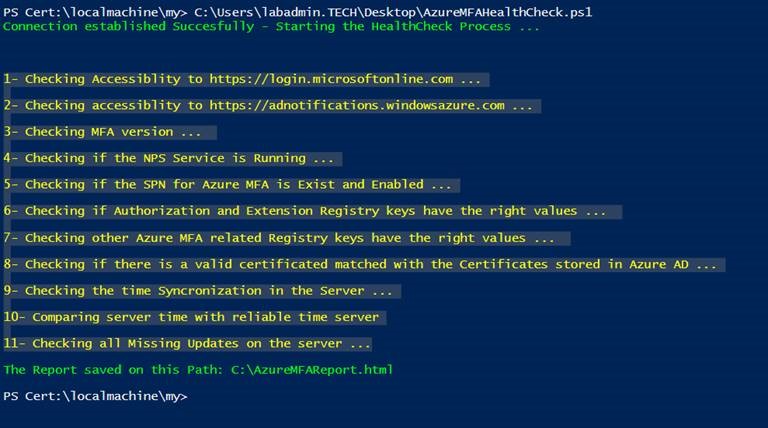 PS Cert:\localmachine\my> C:\Users\labadmin.TECH\Desktop\AzureMFAHealthCheck.ps1
Connection established Succesfully - Starting the HealthCheck Process ...
1- Checking Accessiblity to https://login.microsoftonline.com ...
2- Checking accessiblity to https://adnotifications.windowsazure.com ...
3- Checking MFA version ...
4- Checking if the NPS Service is Running ...
5- Checking if the SPN for Azure MFA is Exist and Enabled ...
6- Checking if Authorization and Extension Registry keys have the right values ...
7- Checking other Azure MFA related Registry keys have the right values ...
8- Checking if there is a valid certificated matched with the Certificates stored in Azure AD ...
9- Checking the time Syncronization in the Server ...
10- Comparing server time with reliable time server
11- Checking all Missing Updates on the server ...
The Report saved on this Path: C:\AzureMFAReport.html
PS Cert:\localmachine\my>